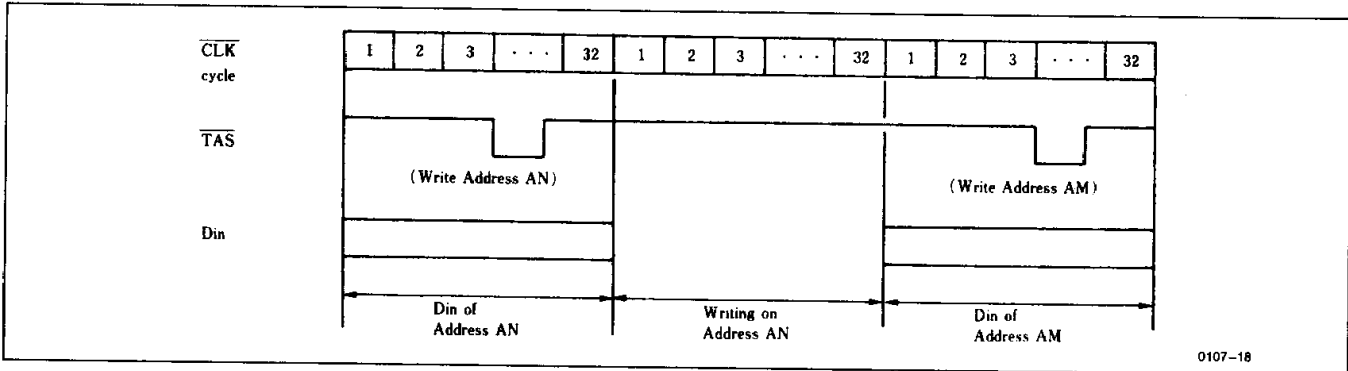 CLK 1 2 3 · · · 32 1 2 3 · · · 32 1 2 3 · · · 32
cycle
TAS
(Write Address AN) (Write Address AM)
Din
Din of Writing on Din of
Address AN Address AN Address AM
0107-18